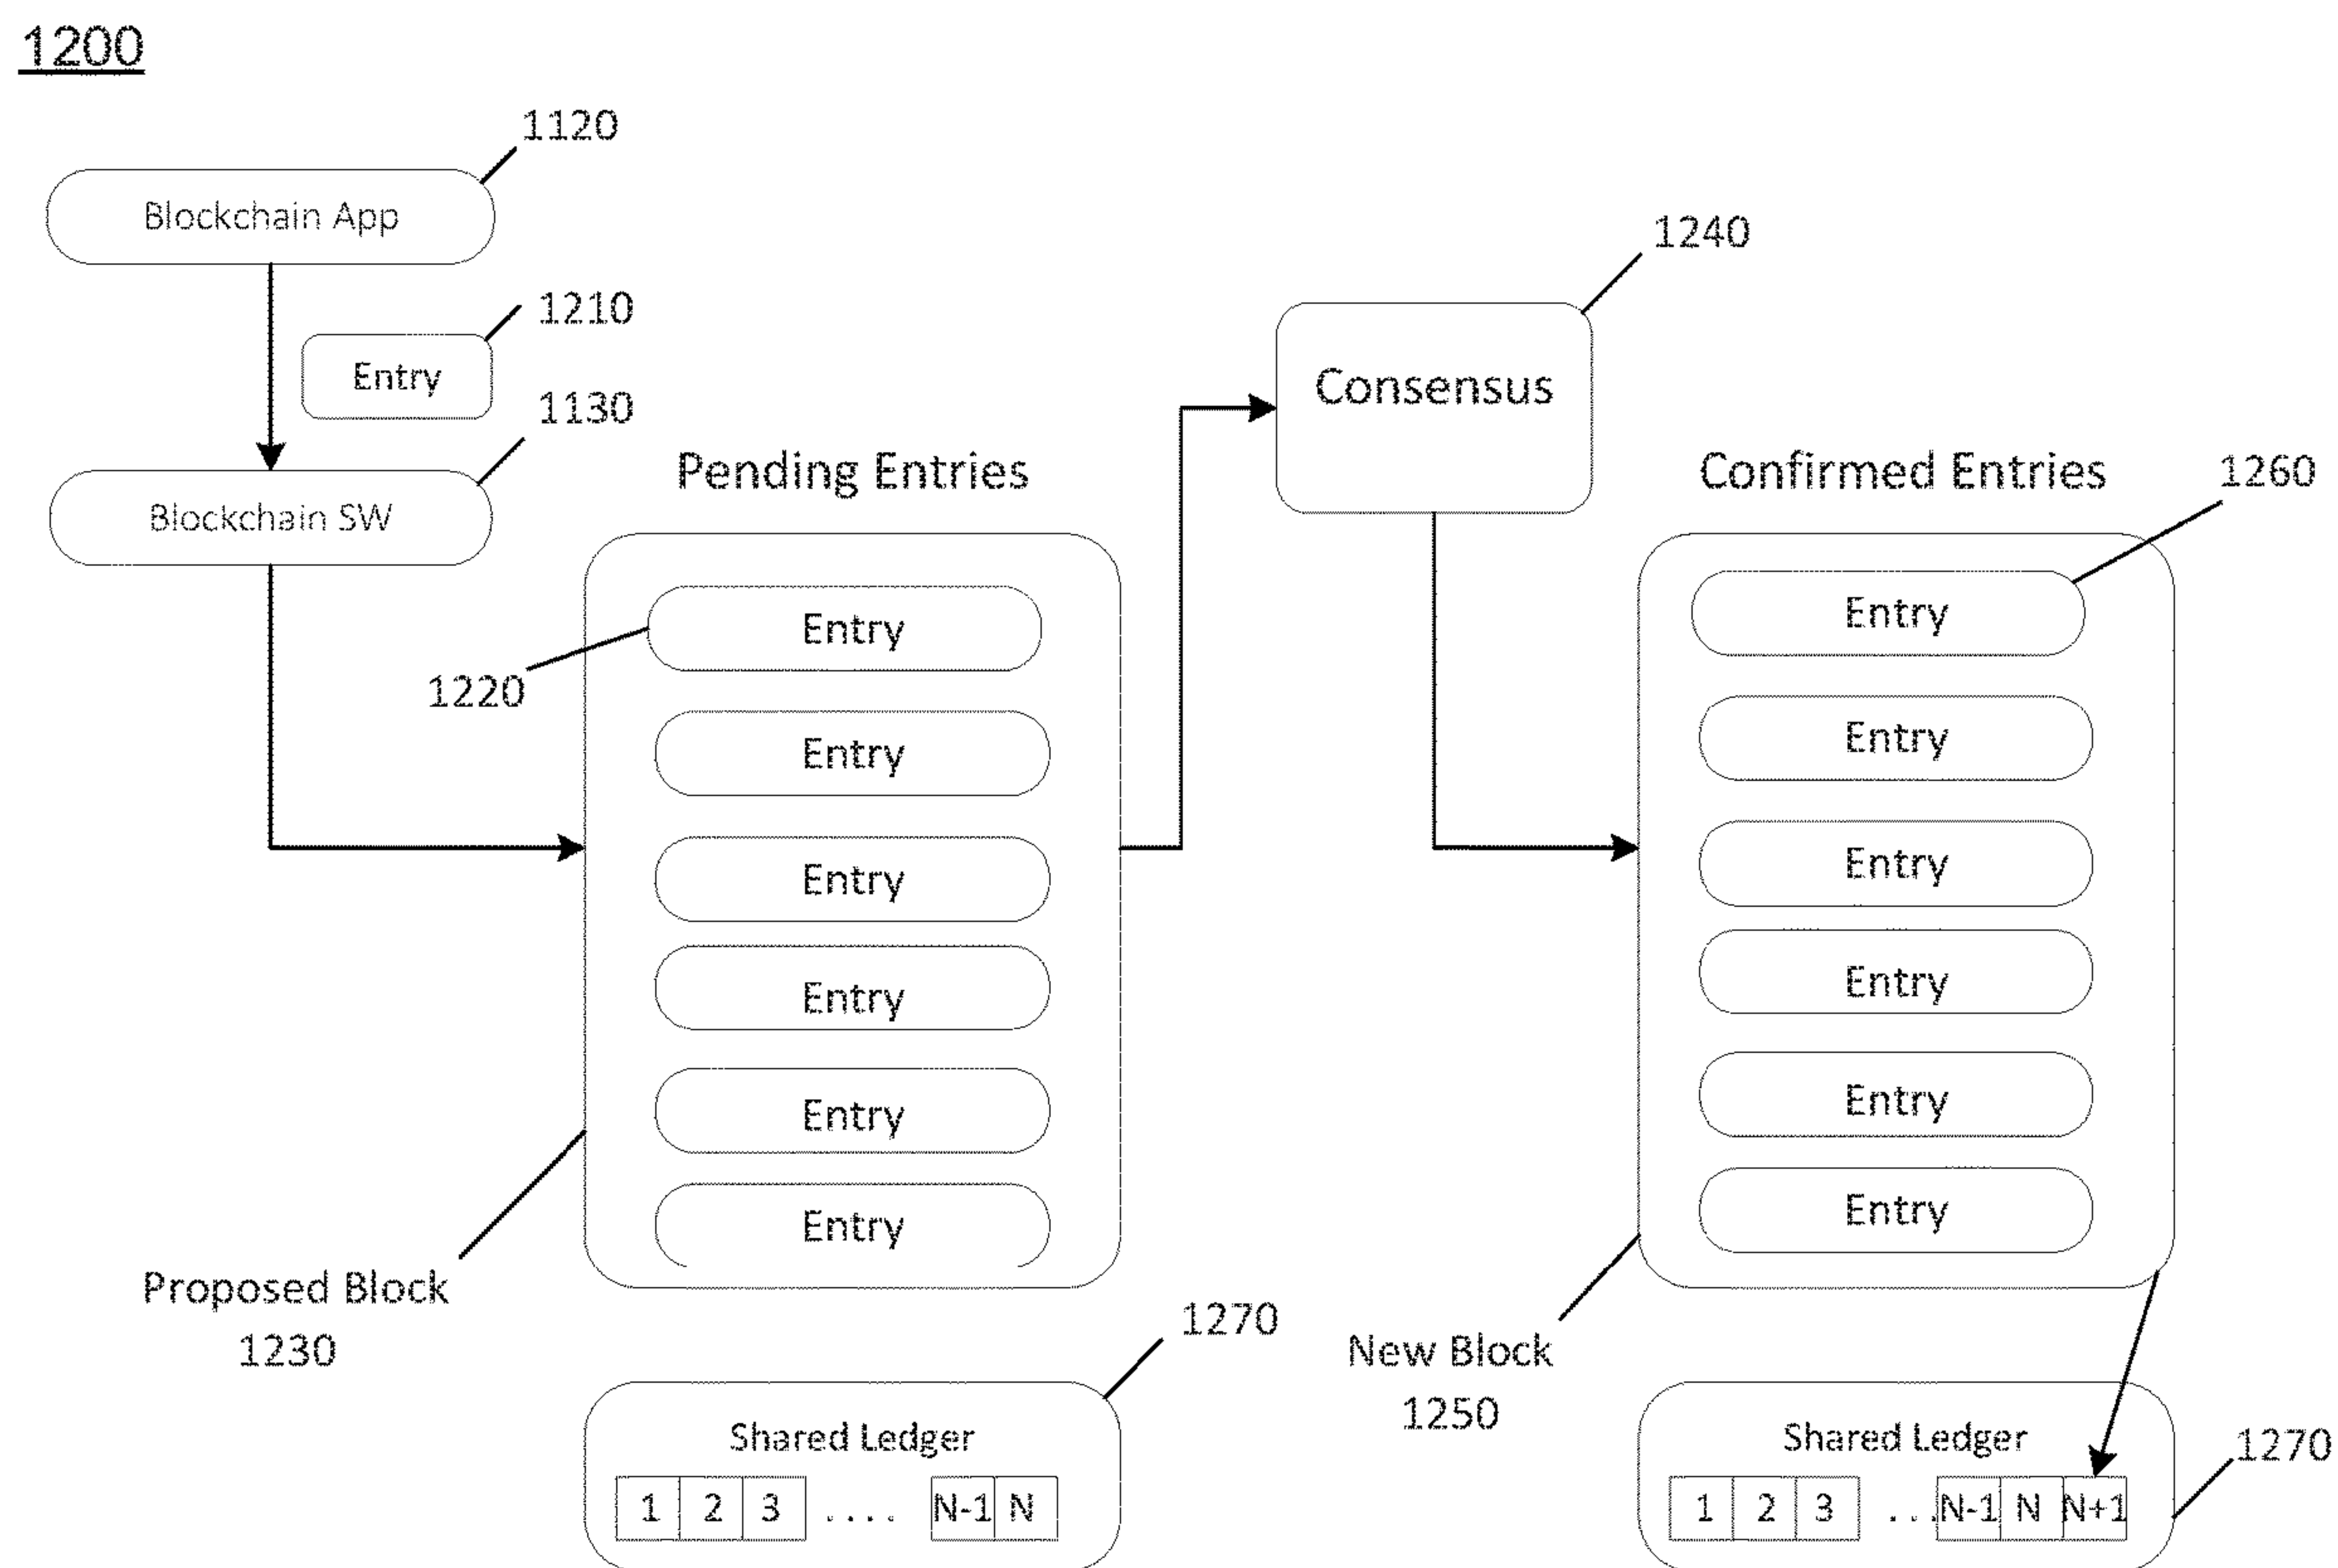 1200
1120
Blockchain App
1210
Entry
1130
Blockchain SW
1240
Consensus
Pending Entries
Entry
1220
Entry
Entry
Entry
Entry
Entry
Proposed Block
1230
Confirmed Entries
1260
Entry
Entry
Entry
Entry
Entry
Entry
New Block
1250
1270
Shared Ledger
1 2 3 .... N-1 N
Shared Ledger
1270
1 2 3 ... N-1 N N+1